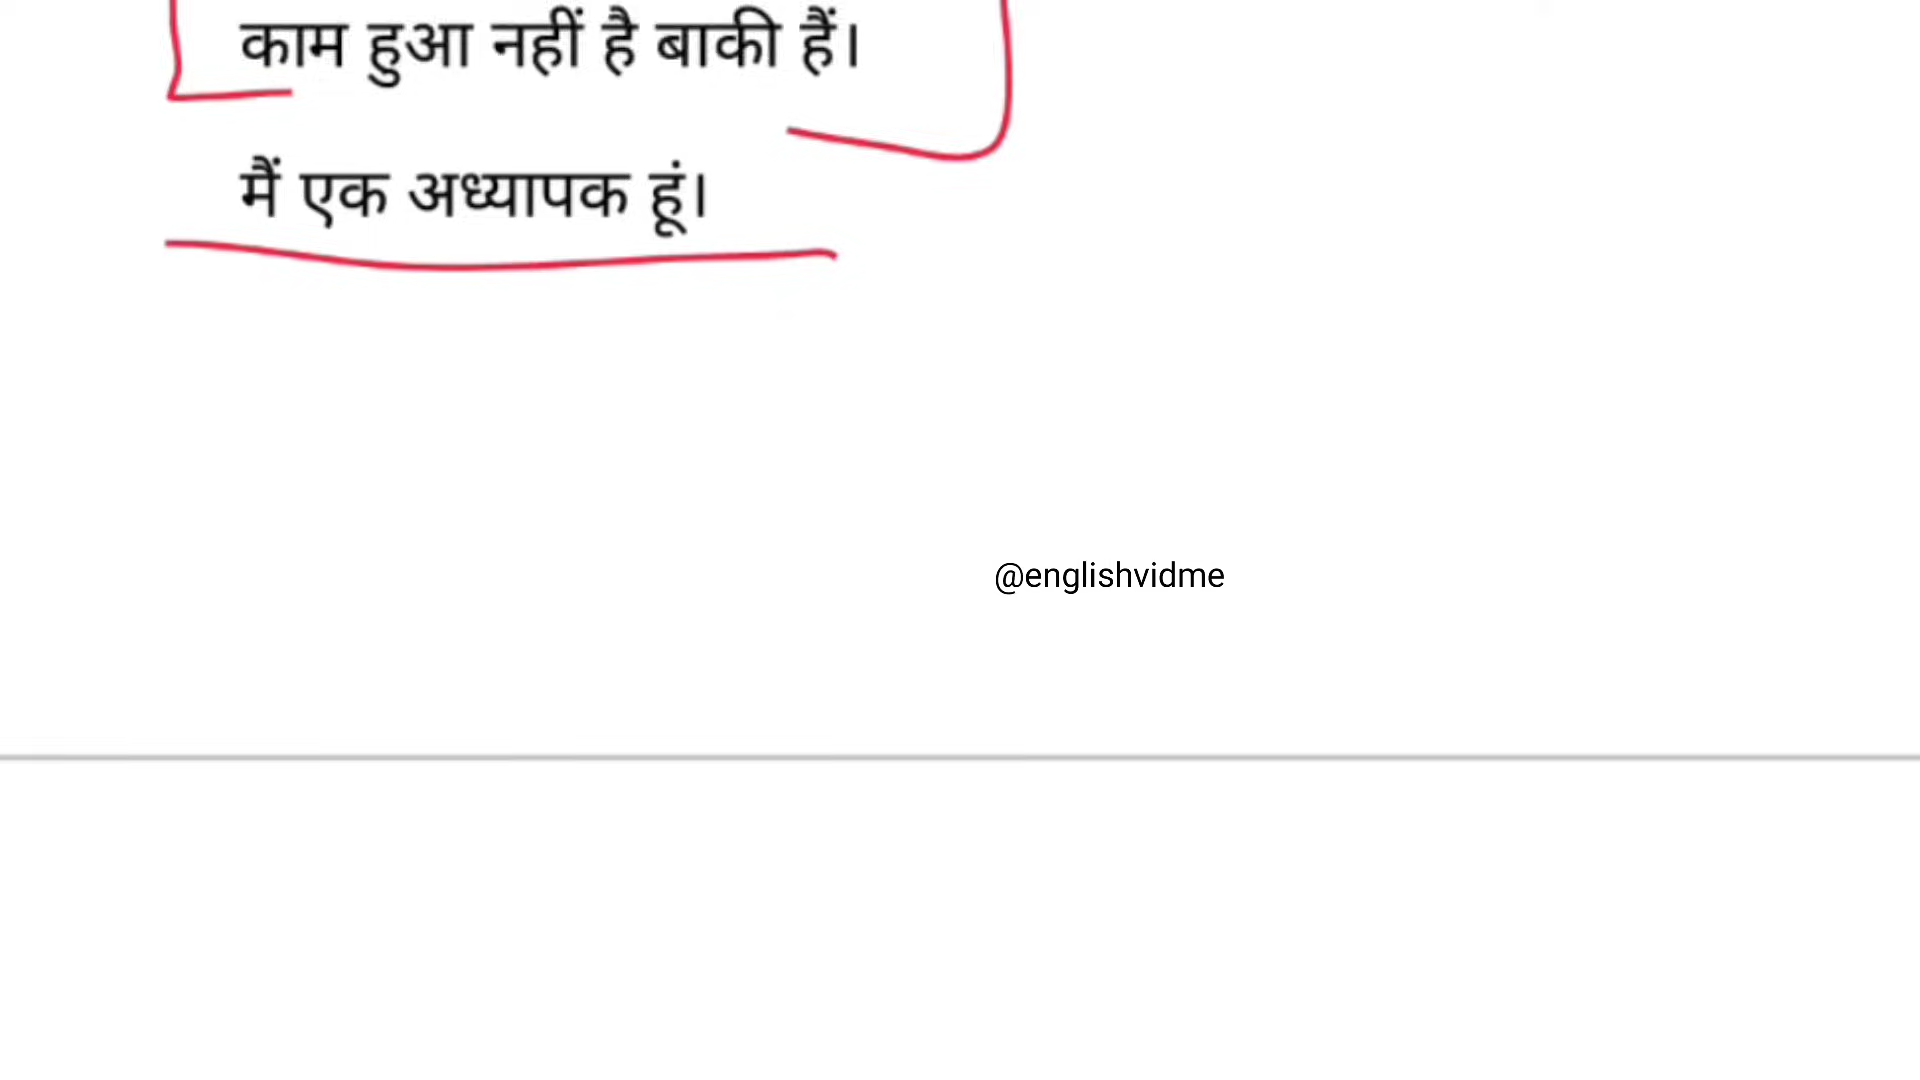 काम हुआ नहीं है बाकी हैं।
मैं एक अध्यापक हूं।
@englishvidme